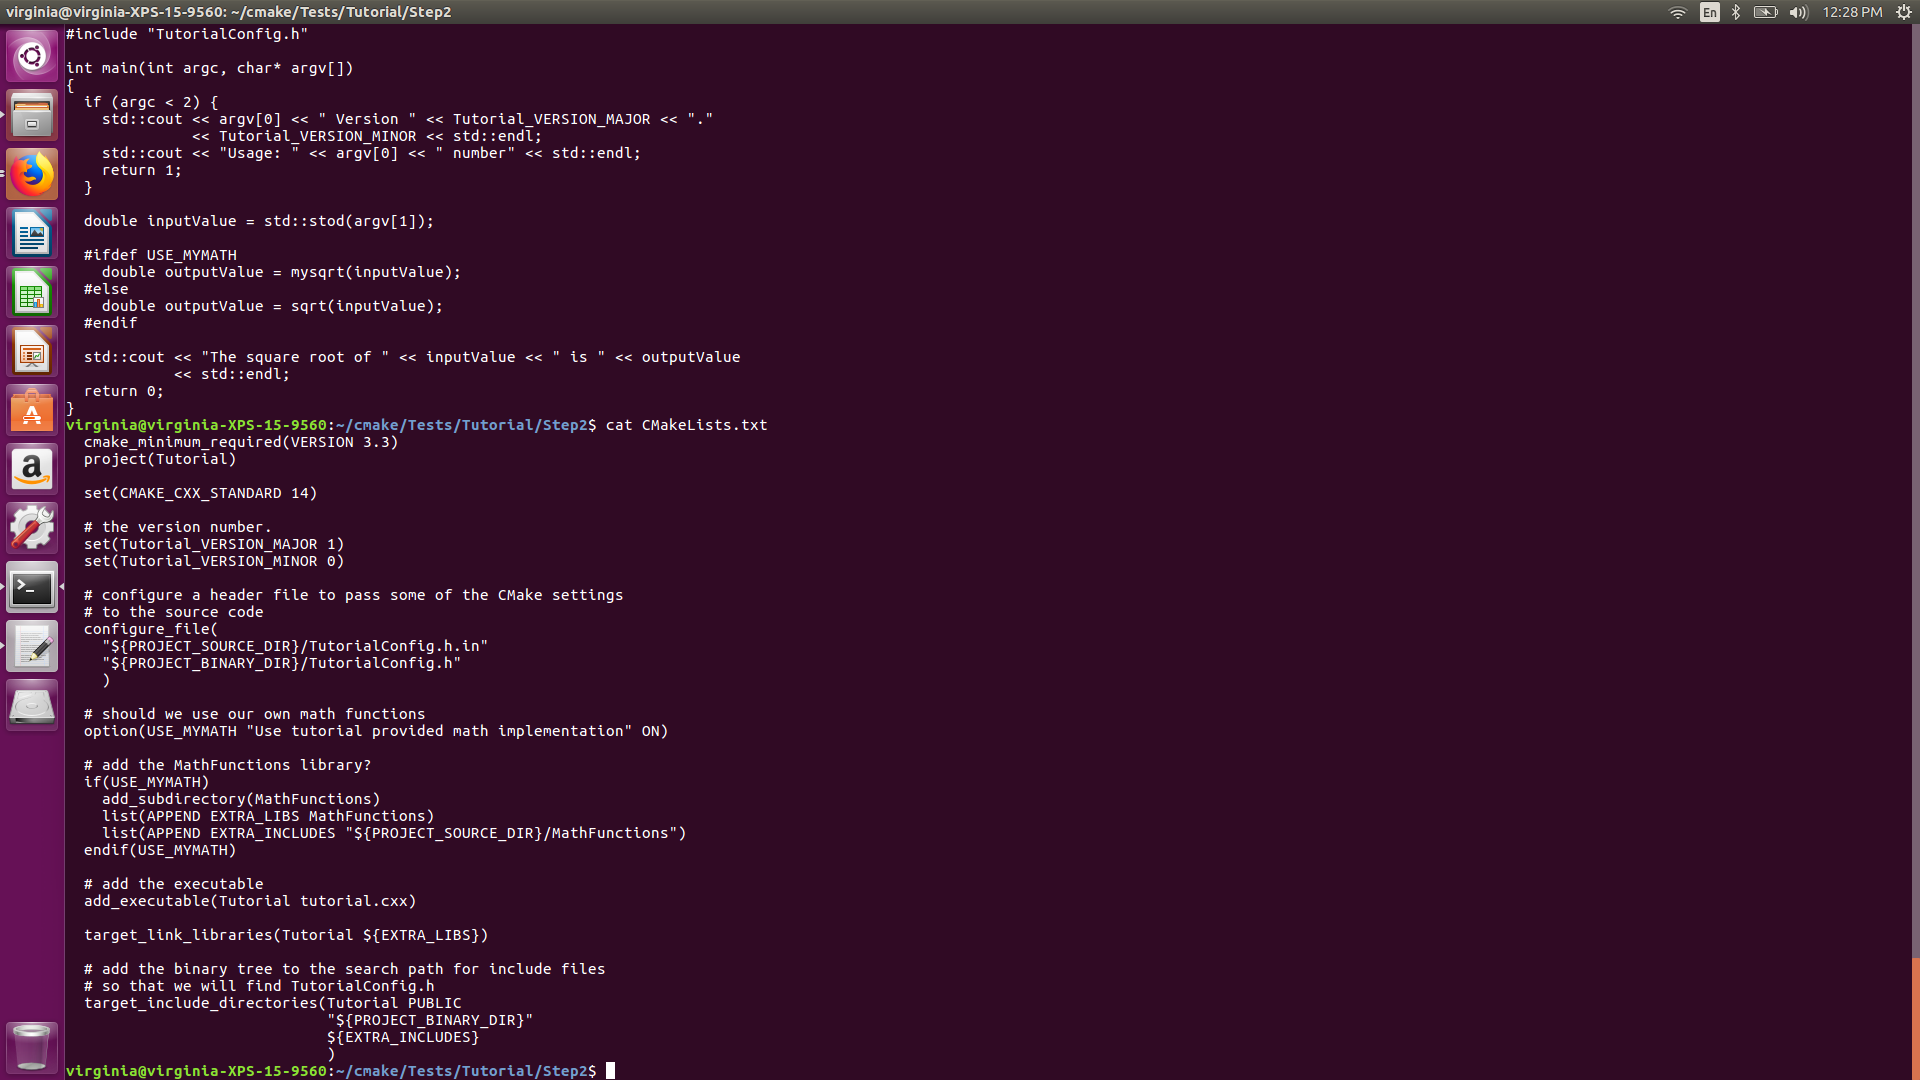 virginia@virginia-XPS-15-9560: ~/cmake/Tests/Tutorial/Step2
En
12:28 PM
#include "TutorialConfig.h"
int main(int argc, char* argv[])
{
  if (argc < 2) {
    std::cout << argv[0] << " Version " << Tutorial_VERSION_MAJOR << "."
              << Tutorial_VERSION_MINOR << std::endl;
    std::cout << "Usage: " << argv[0] << " number" << std::endl;
    return 1;
  }
  double inputValue = std::stod(argv[1]);
  #ifdef USE_MYMATH
    double outputValue = mysqrt(inputValue);
  #else
    double outputValue = sqrt(inputValue);
  #endif
  std::cout << "The square root of " << inputValue << " is " << outputValue
            << std::endl;
  return 0;
}
virginia@virginia-XPS-15-9560:~/cmake/Tests/Tutorial/Step2$ cat CMakeLists.txt
  cmake_minimum_required(VERSION 3.3)
  project(Tutorial)
  set(CMAKE_CXX_STANDARD 14)
  # the version number.
  set(Tutorial_VERSION_MAJOR 1)
  set(Tutorial_VERSION_MINOR 0)
  # configure a header file to pass some of the CMake settings
  # to the source code
  configure_file(
    "${PROJECT_SOURCE_DIR}/TutorialConfig.h.in"
    "${PROJECT_BINARY_DIR}/TutorialConfig.h"
    )
  # should we use our own math functions
  option(USE_MYMATH "Use tutorial provided math implementation" ON)
  # add the MathFunctions library?
  if(USE_MYMATH)
    add_subdirectory(MathFunctions)
    list(APPEND EXTRA_LIBS MathFunctions)
    list(APPEND EXTRA_INCLUDES "${PROJECT_SOURCE_DIR}/MathFunctions")
  endif(USE_MYMATH)
  # add the executable
  add_executable(Tutorial tutorial.cxx)
  target_link_libraries(Tutorial ${EXTRA_LIBS})
  # add the binary tree to the search path for include files
  # so that we will find TutorialConfig.h
  target_include_directories(Tutorial PUBLIC
                             "${PROJECT_BINARY_DIR}"
                             ${EXTRA_INCLUDES}
                             )
virginia@virginia-XPS-15-9560:~/cmake/Tests/Tutorial/Step2$